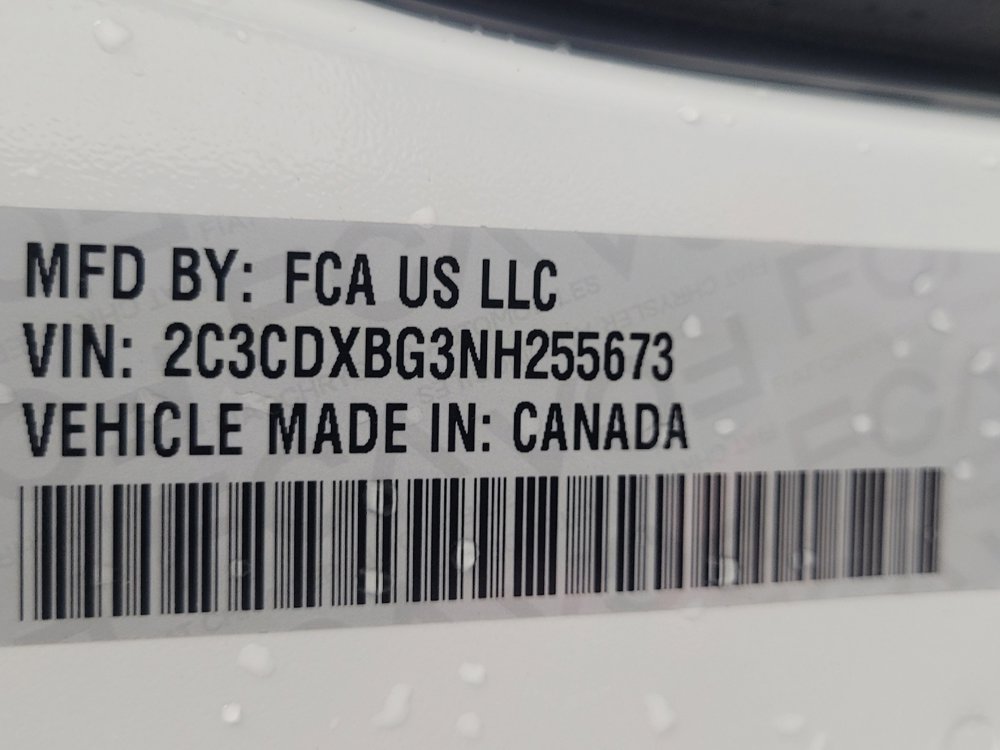 MFD BY: FCA US LLC
VIN: 2C3CDXBG3NH255673
VEHICLE MADE IN: CANADA